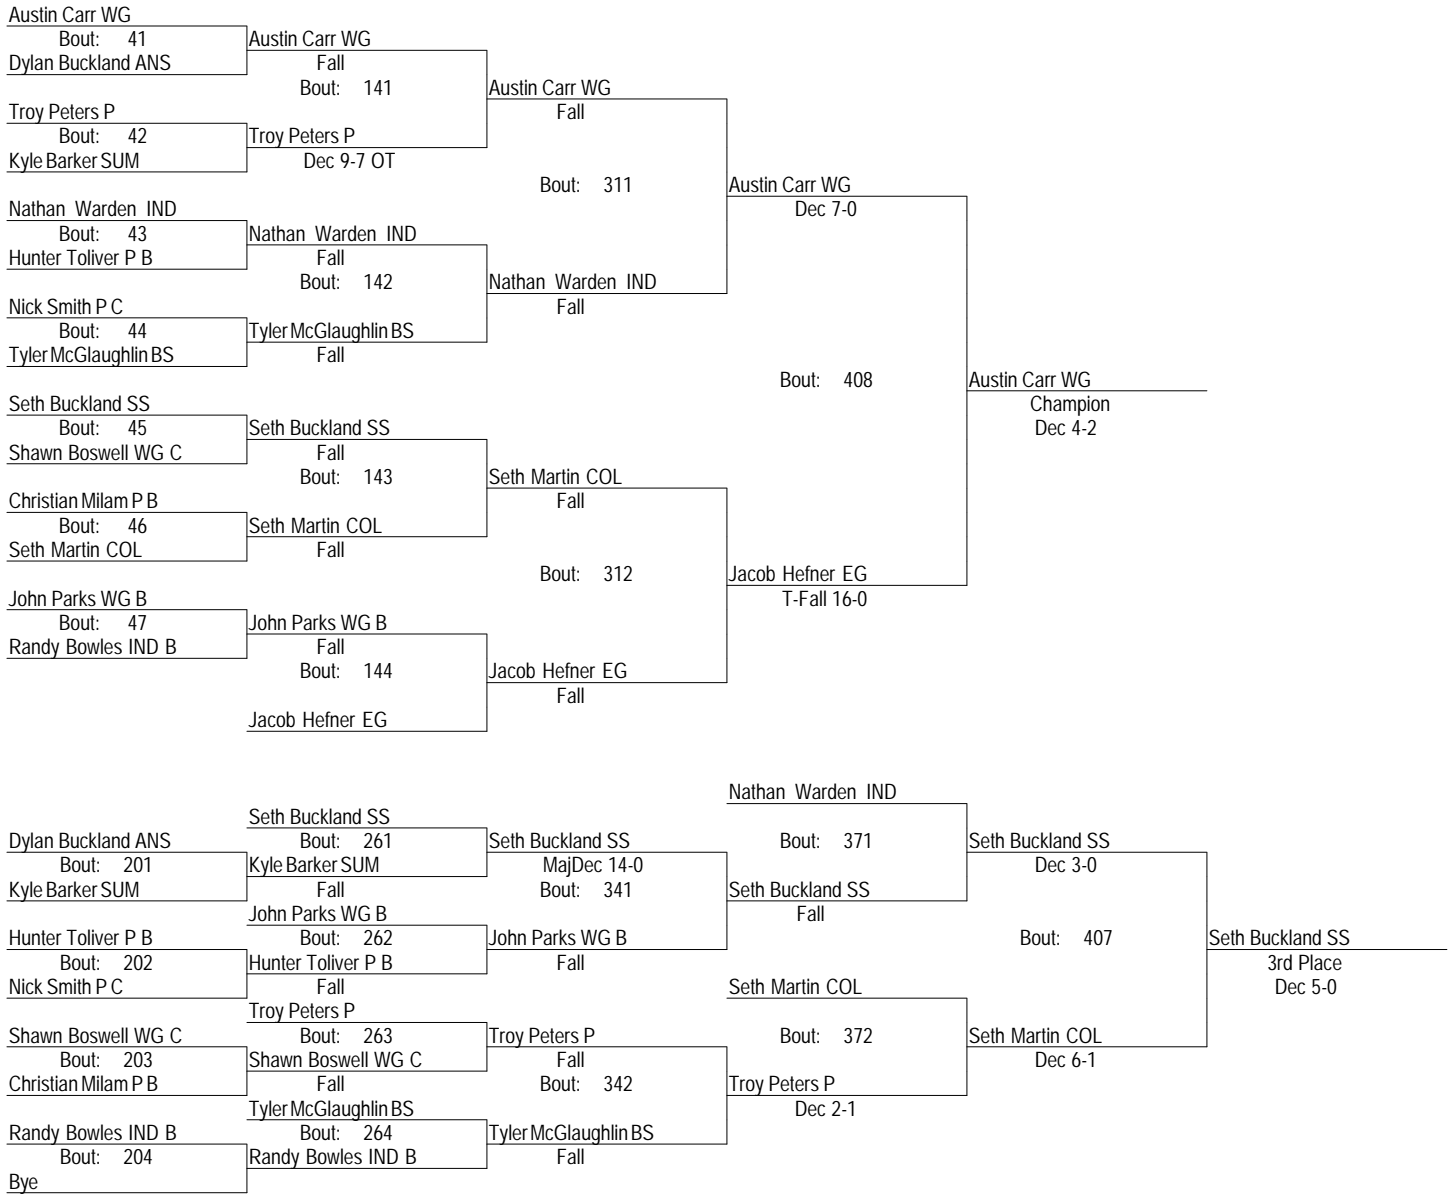 Austin Carr WG
Bout: 41
Dylan Buckland ANS
Austin Carr WG
Fall
Bout: 141
Troy Peters P
Bout: 42
Kyle Barker SUM
Troy Peters P
Dec 9-7 OT
Austin Carr WG
Fall
Bout: 311
Nathan Warden IND
Bout: 43
Hunter Toliver P B
Nathan Warden IND
Fall
Bout: 142
Nick Smith P C
Bout: 44
Tyler McGlaughlin BS
Tyler McGlaughlin BS
Fall
Nathan Warden IND
Fall
Austin Carr WG
Dec 7-0
Bout: 408
Seth Buckland SS
Bout: 45
Shawn Boswell WG C
Seth Buckland SS
Fall
Bout: 143
Christian Milam P B
Bout: 46
Seth Martin COL
Seth Martin COL
Fall
Seth Martin COL
Fall
Bout: 312
John Parks WG B
Bout: 47
Randy Bowles IND B
John Parks WG B
Fall
Bout: 144
Jacob Hefner EG
Jacob Hefner EG
Fall
Jacob Hefner EG
T-Fall 16-0
Austin Carr WG
Champion
Dec 4-2
Dylan Buckland ANS
Bout: 201
Kyle Barker SUM
Seth Buckland SS
Bout: 261
Kyle Barker SUM
Fall
Seth Buckland SS
MajDec 14-0
Bout: 341
Hunter Toliver P B
Bout: 202
Nick Smith P C
John Parks WG B
Bout: 262
Hunter Toliver P B
Fall
John Parks WG B
Fall
Nathan Warden IND
Bout: 371
Seth Buckland SS
Fall
Seth Buckland SS
Dec 3-0
Bout: 407
Shawn Boswell WG C
Bout: 203
Christian Milam P B
Troy Peters P
Bout: 263
Shawn Boswell WG C
Fall
Troy Peters P
Fall
Bout: 342
Randy Bowles IND B
Bout: 204
Bye
Tyler McGlaughlin BS
Bout: 264
Randy Bowles IND B
Tyler McGlaughlin BS
Fall
Seth Martin COL
Bout: 372
Troy Peters P
Dec 2-1
Seth Martin COL
Dec 6-1
Seth Buckland SS
3rd Place
Dec 5-0